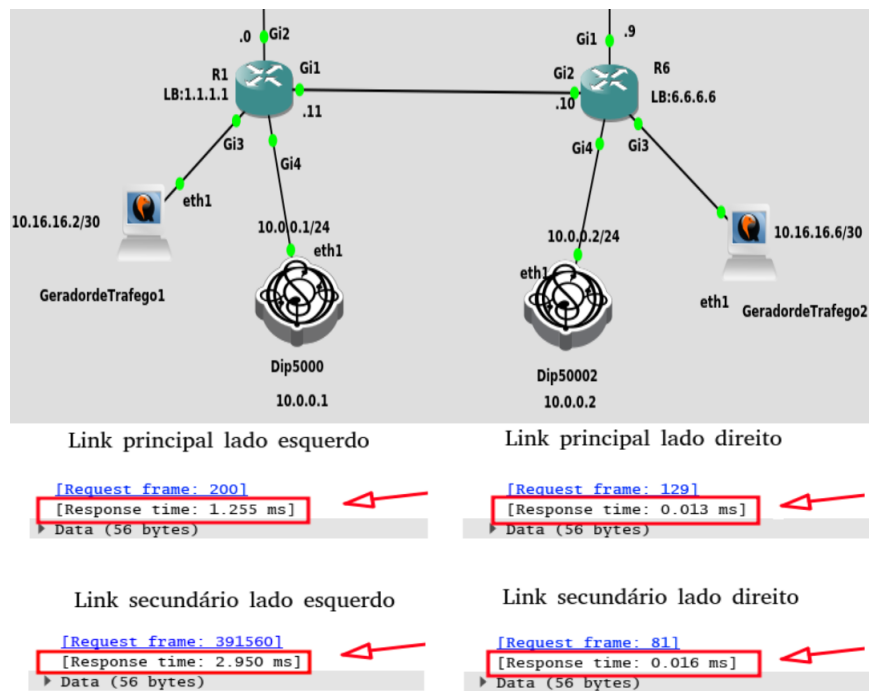 .0
Gi2
R1
LB:1.1.1.1
Gi1
.11
Gi3
Gi4
Gi1
.9
Gi2
R6
.10
LB:6.6.6.6
Gi4
Gi3
10.16.16.2/30
eth1
GeradordeTrafego1
10.0.0.1/24
eth1
Dip5000
10.0.0.1
10.0.0.2/24
eth1
Dip50002
10.0.0.2
10.16.16.6/30
eth1
GeradordeTrafego2
Link principal lado esquerdo
[Request frame: 200]
[Response time: 1.255 ms]
Data (56 bytes)
Link principal lado direito
[Request frame: 129]
[Response time: 0.013 ms]
Data (56 bytes)
Link secundário lado esquerdo
[Request frame: 391560]
[Response time: 2.950 ms]
Data (56 bytes)
Link secundário lado direito
[Request frame: 81]
[Response time: 0.016 ms]
Data (56 bytes)